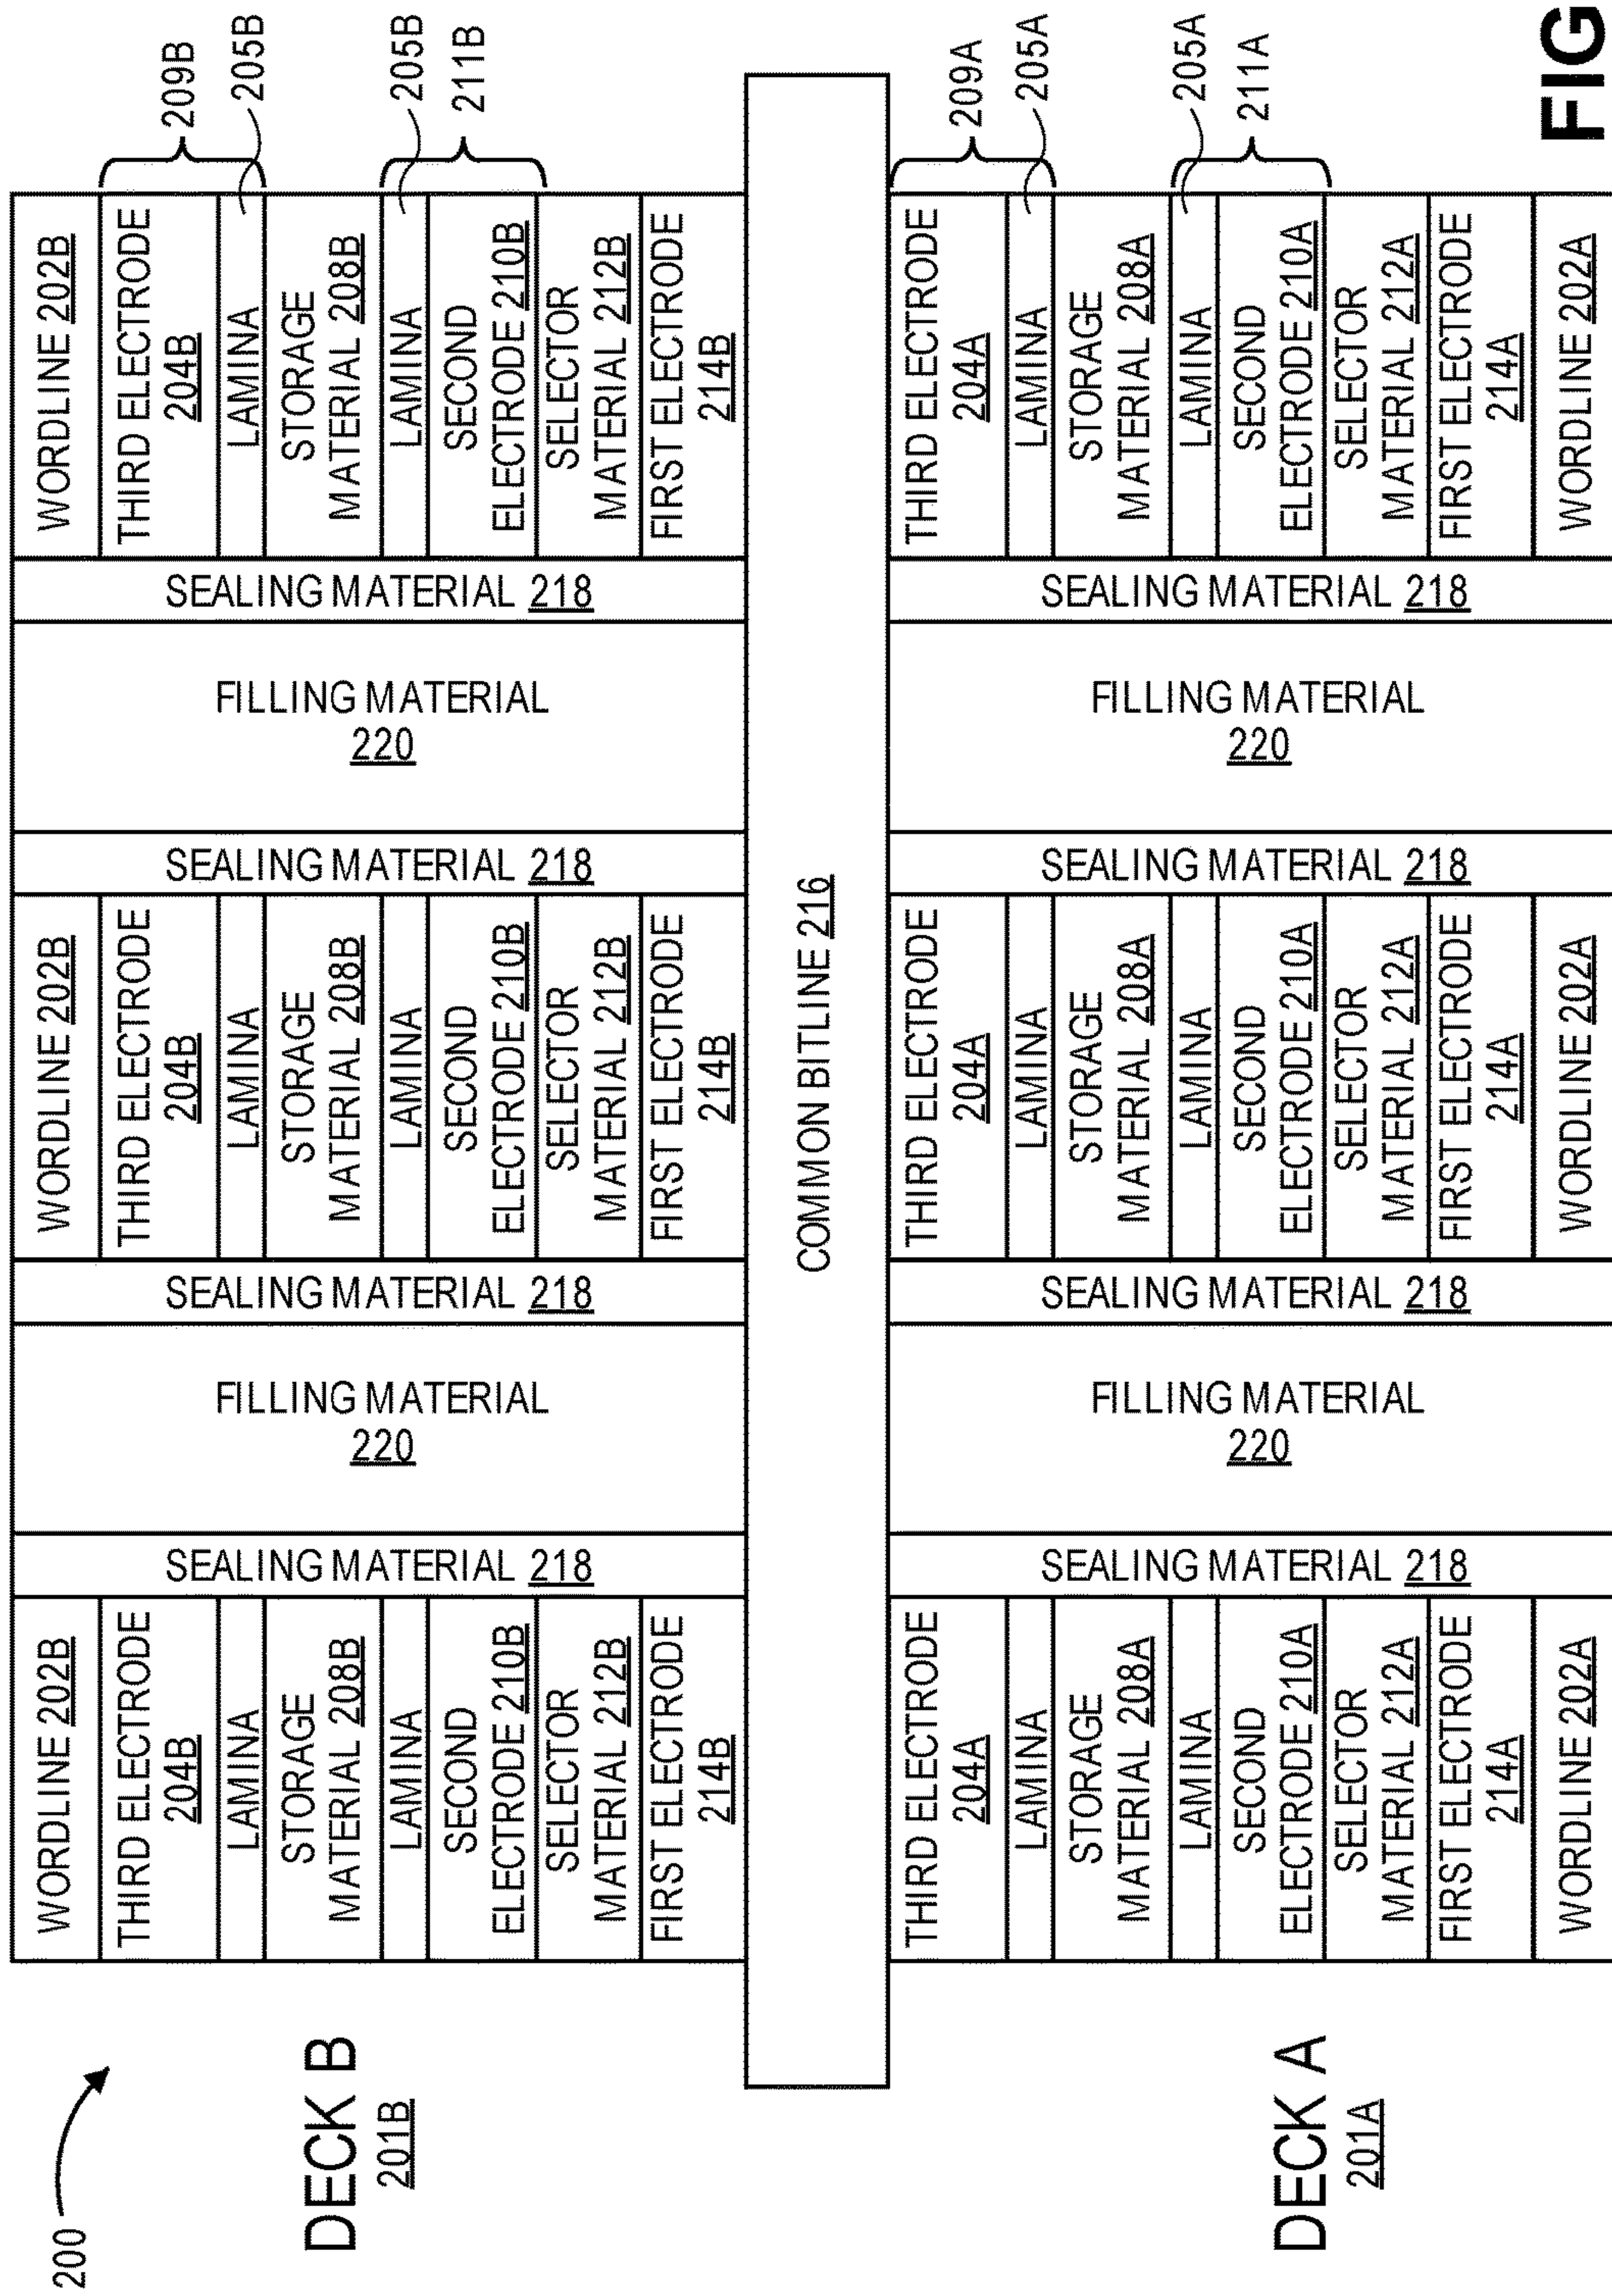 200
DECK B
201B
WORDLINE 202B
THIRD ELECTRODE
204B
LAMINA
STORAGE
MATERIAL 208B
LAMINA
SECOND
ELECTRODE 210B
SELECTOR
MATERIAL 212B
FIRST ELECTRODE
214B
SEALING MATERIAL 218
FILLING MATERIAL
220
SEALING MATERIAL 218
WORDLINE 202B
THIRD ELECTRODE
204B
LAMINA
STORAGE
MATERIAL 208B
LAMINA
SECOND
ELECTRODE 210B
SELECTOR
MATERIAL 212B
FIRST ELECTRODE
214B
SEALING MATERIAL 218
FILLING MATERIAL
220
SEALING MATERIAL 218
WORDLINE 202B
THIRD ELECTRODE
204B
LAMINA
STORAGE
MATERIAL 208B
LAMINA
SECOND
ELECTRODE 210B
SELECTOR
MATERIAL 212B
FIRST ELECTRODE
214B
209B
205B
205B
211B
COMMON BITLINE 216
DECK A
201A
THIRD ELECTRODE
204A
LAMINA
STORAGE
MATERIAL 208A
LAMINA
SECOND
ELECTRODE 210A
SELECTOR
MATERIAL 212A
FIRST ELECTRODE
214A
WORDLINE 202A
SEALING MATERIAL 218
FILLING MATERIAL
220
SEALING MATERIAL 218
THIRD ELECTRODE
204A
LAMINA
STORAGE
MATERIAL 208A
LAMINA
SECOND
ELECTRODE 210A
SELECTOR
MATERIAL 212A
FIRST ELECTRODE
214A
WORDLINE 202A
SEALING MATERIAL 218
FILLING MATERIAL
220
SEALING MATERIAL 218
THIRD ELECTRODE
204A
LAMINA
STORAGE
MATERIAL 208A
LAMINA
SECOND
ELECTRODE 210A
SELECTOR
MATERIAL 212A
FIRST ELECTRODE
214A
WORDLINE 202A
209A
205A
205A
211A
FIG